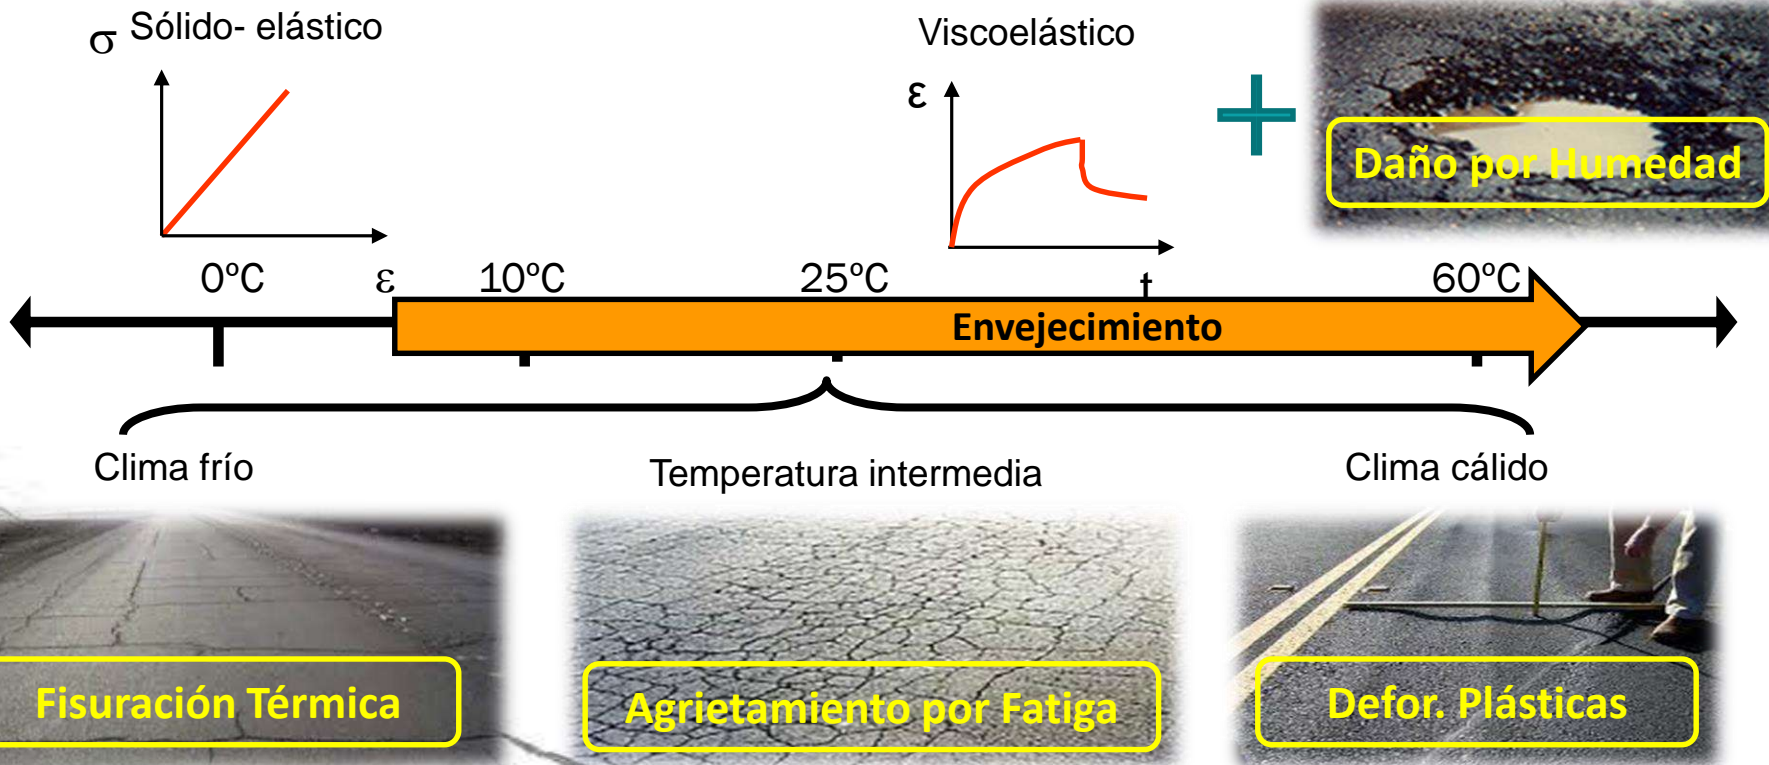 σ Sólido- elástico
Viscoelástico
ε
Daño por Humedad
0ºC
ε
10ºC
25ºC
t
60ºC
Envejecimiento
Clima frío
Temperatura intermedia
Clima cálido
Fisuración Térmica
Agrietamiento por Fatiga
Defor. Plásticas